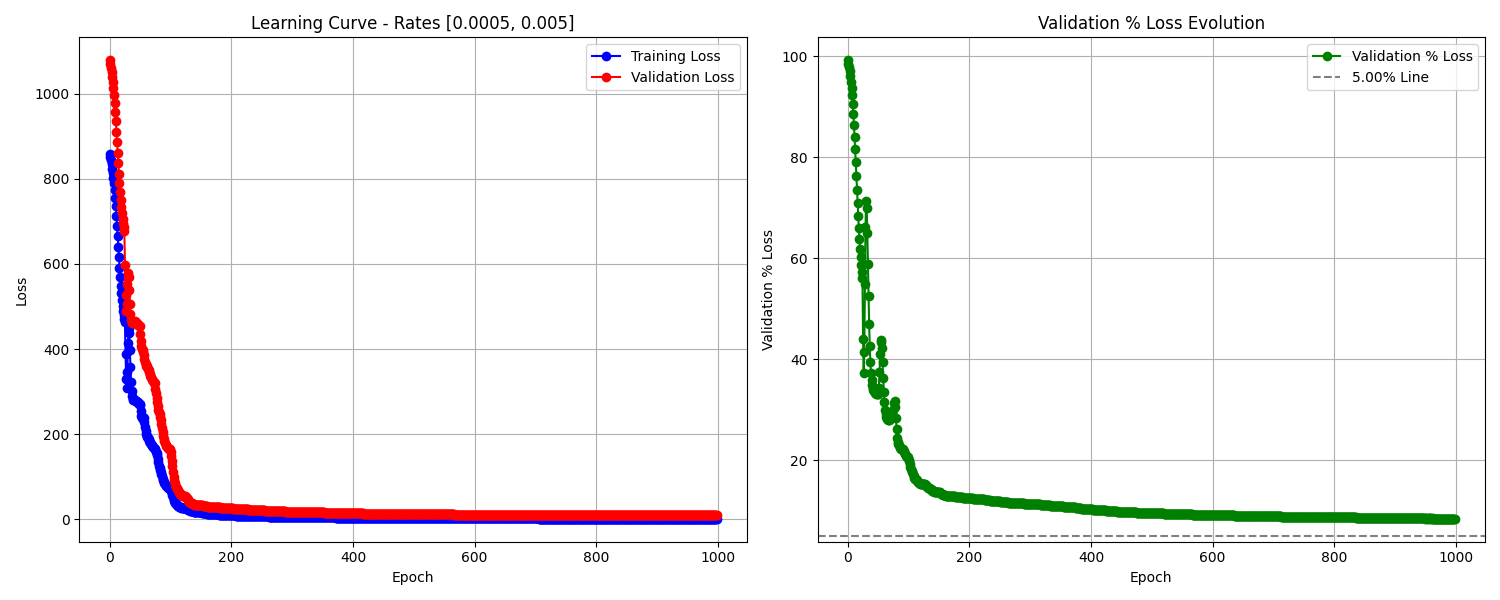 Learning Curve - Rates [0.0005, 0.005]
Training Loss
Validation Loss
1000
800
600
400
200
0
Loss
0
200
400
600
800
1000
Epoch
Validation % Loss Evolution
Validation % Loss
5.00% Line
100
80
60
40
20
Validation % Loss
0
200
400
600
800
1000
Epoch